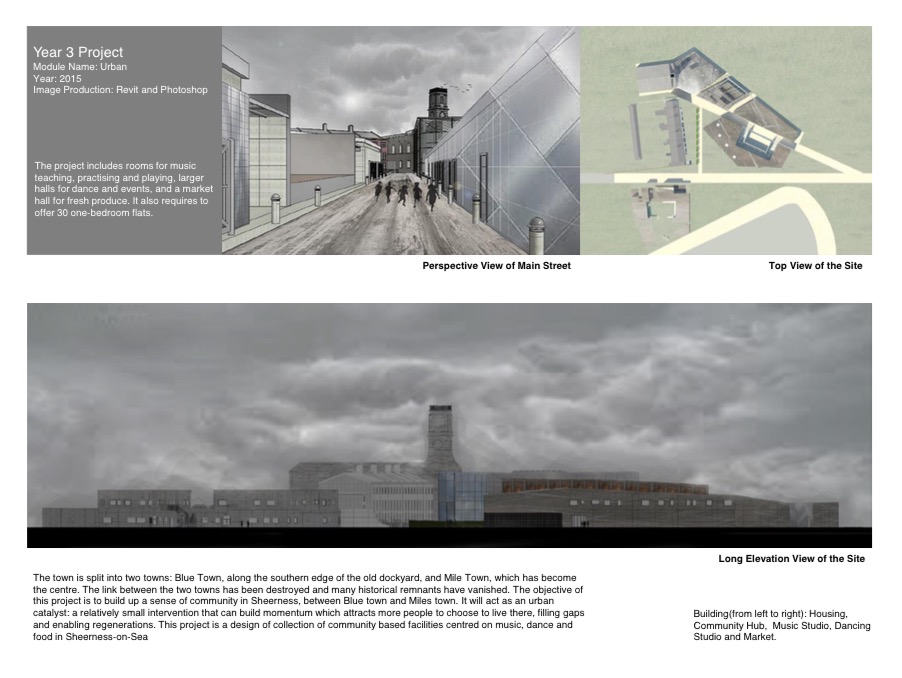 Year 3 Project
Module Name: Urban
Year: 2015
Image Production: Revit and Photoshop
The project includes rooms for music
teaching, practising and playing, larger
halls for dance and events, and a market
hall for fresh produce. It also requires to
offer 30 one-bedroom flats.
Perspective View of Main Street
Top View of the Site
Long Elevation View of the Site
The town is split into two towns: Blue Town, along the southern edge of the old dockyard, and Mile Town, which has become
the centre. The link between the two towns has been destroyed and many historical remnants have vanished. The objective of
this project is to build up a sense of community in Sheerness, between Blue town and Miles town. It will act as an urban
catalyst: a relatively small intervention that can build momentum which attracts more people to choose to live there, filling gaps
and enabling regenerations. This project is a design of collection of community based facilities centred on music, dance and
food in Sheerness-on-Sea
Building(from left to right): Housing,
Community Hub,  Music Studio, Dancing
Studio and Market.